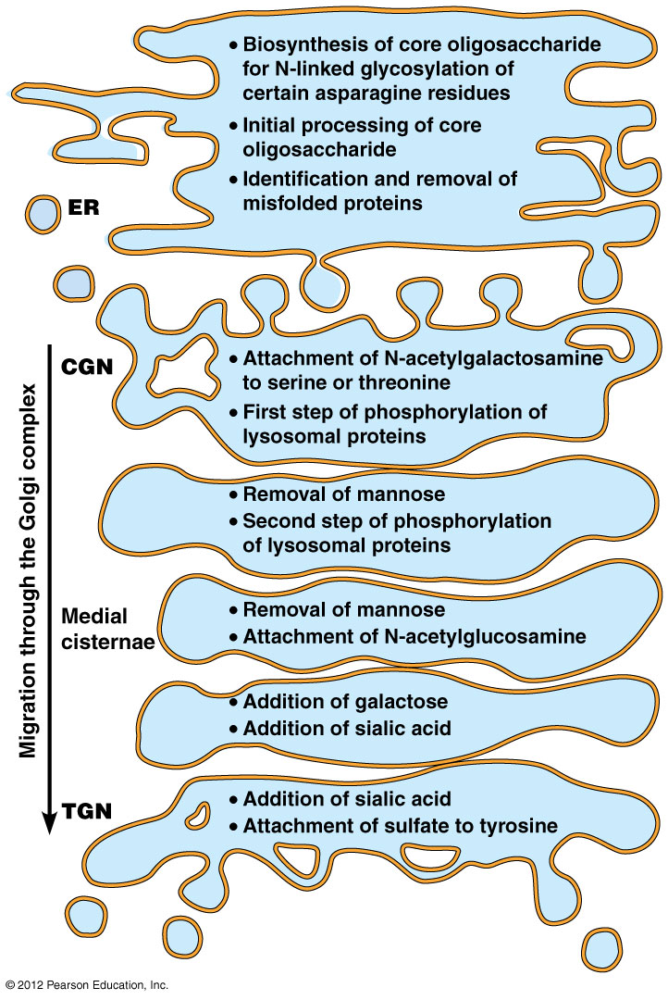 • Biosynthesis of core oligosaccharide
for N-linked glycosylation of
certain asparagine residues
• Initial processing of core
oligosaccharide
• Identification and removal of
misfolded proteins
ER
CGN
• Attachment of N-acetylgalactosamine
to serine or threonine
• First step of phosphorylation of
lysosomal proteins
Migration through the Golgi complex
• Removal of mannose
• Second step of phosphorylation
of lysosomal proteins
Medial
cisternae
• Removal of mannose
• Attachment of N-acetylglucosamine
• Addition of galactose
• Addition of sialic acid
TGN
• Addition of sialic acid
• Attachment of sulfate to tyrosine
© 2012 Pearson Education, Inc.